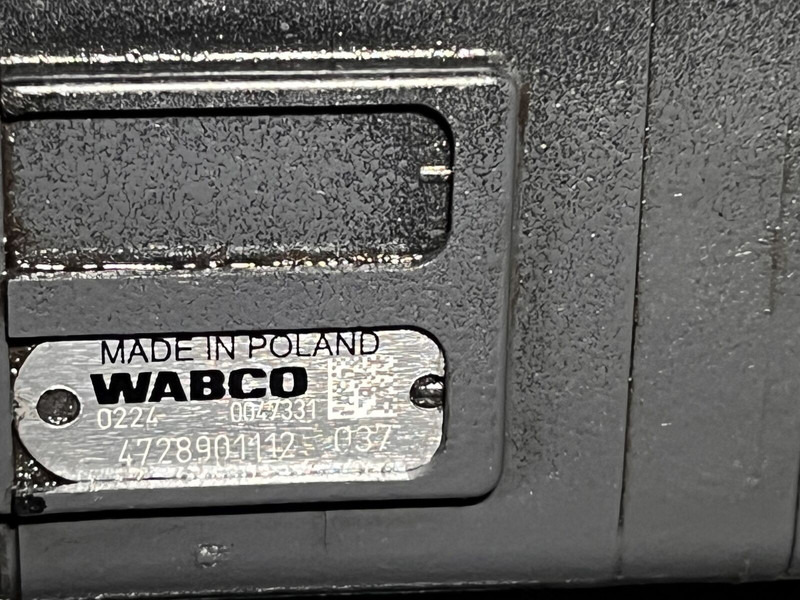 MADE IN POLAND
WABCO
0224 0047331
4728901112 037